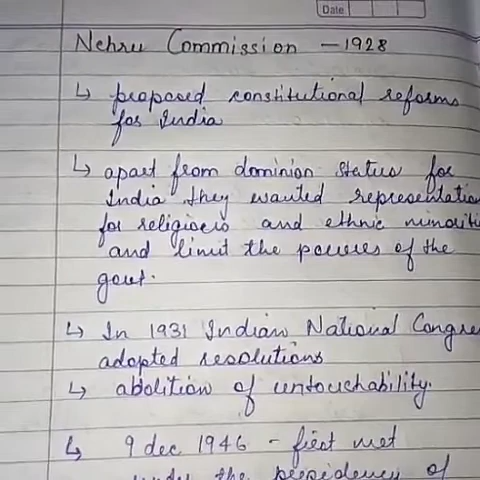 Date
Nehru Commission - 1928
↳ proposed constitutional reforms
for India
↳ apart from dominion status for
India they wanted representation
for religious and ethnic minoriti
and limit the powers of the
govt.
↳ In 1931 Indian National Congre
adopted resolutions
↳ abolition of untouchability.
↳ 9 dec 1946 - first met
under the presidency of